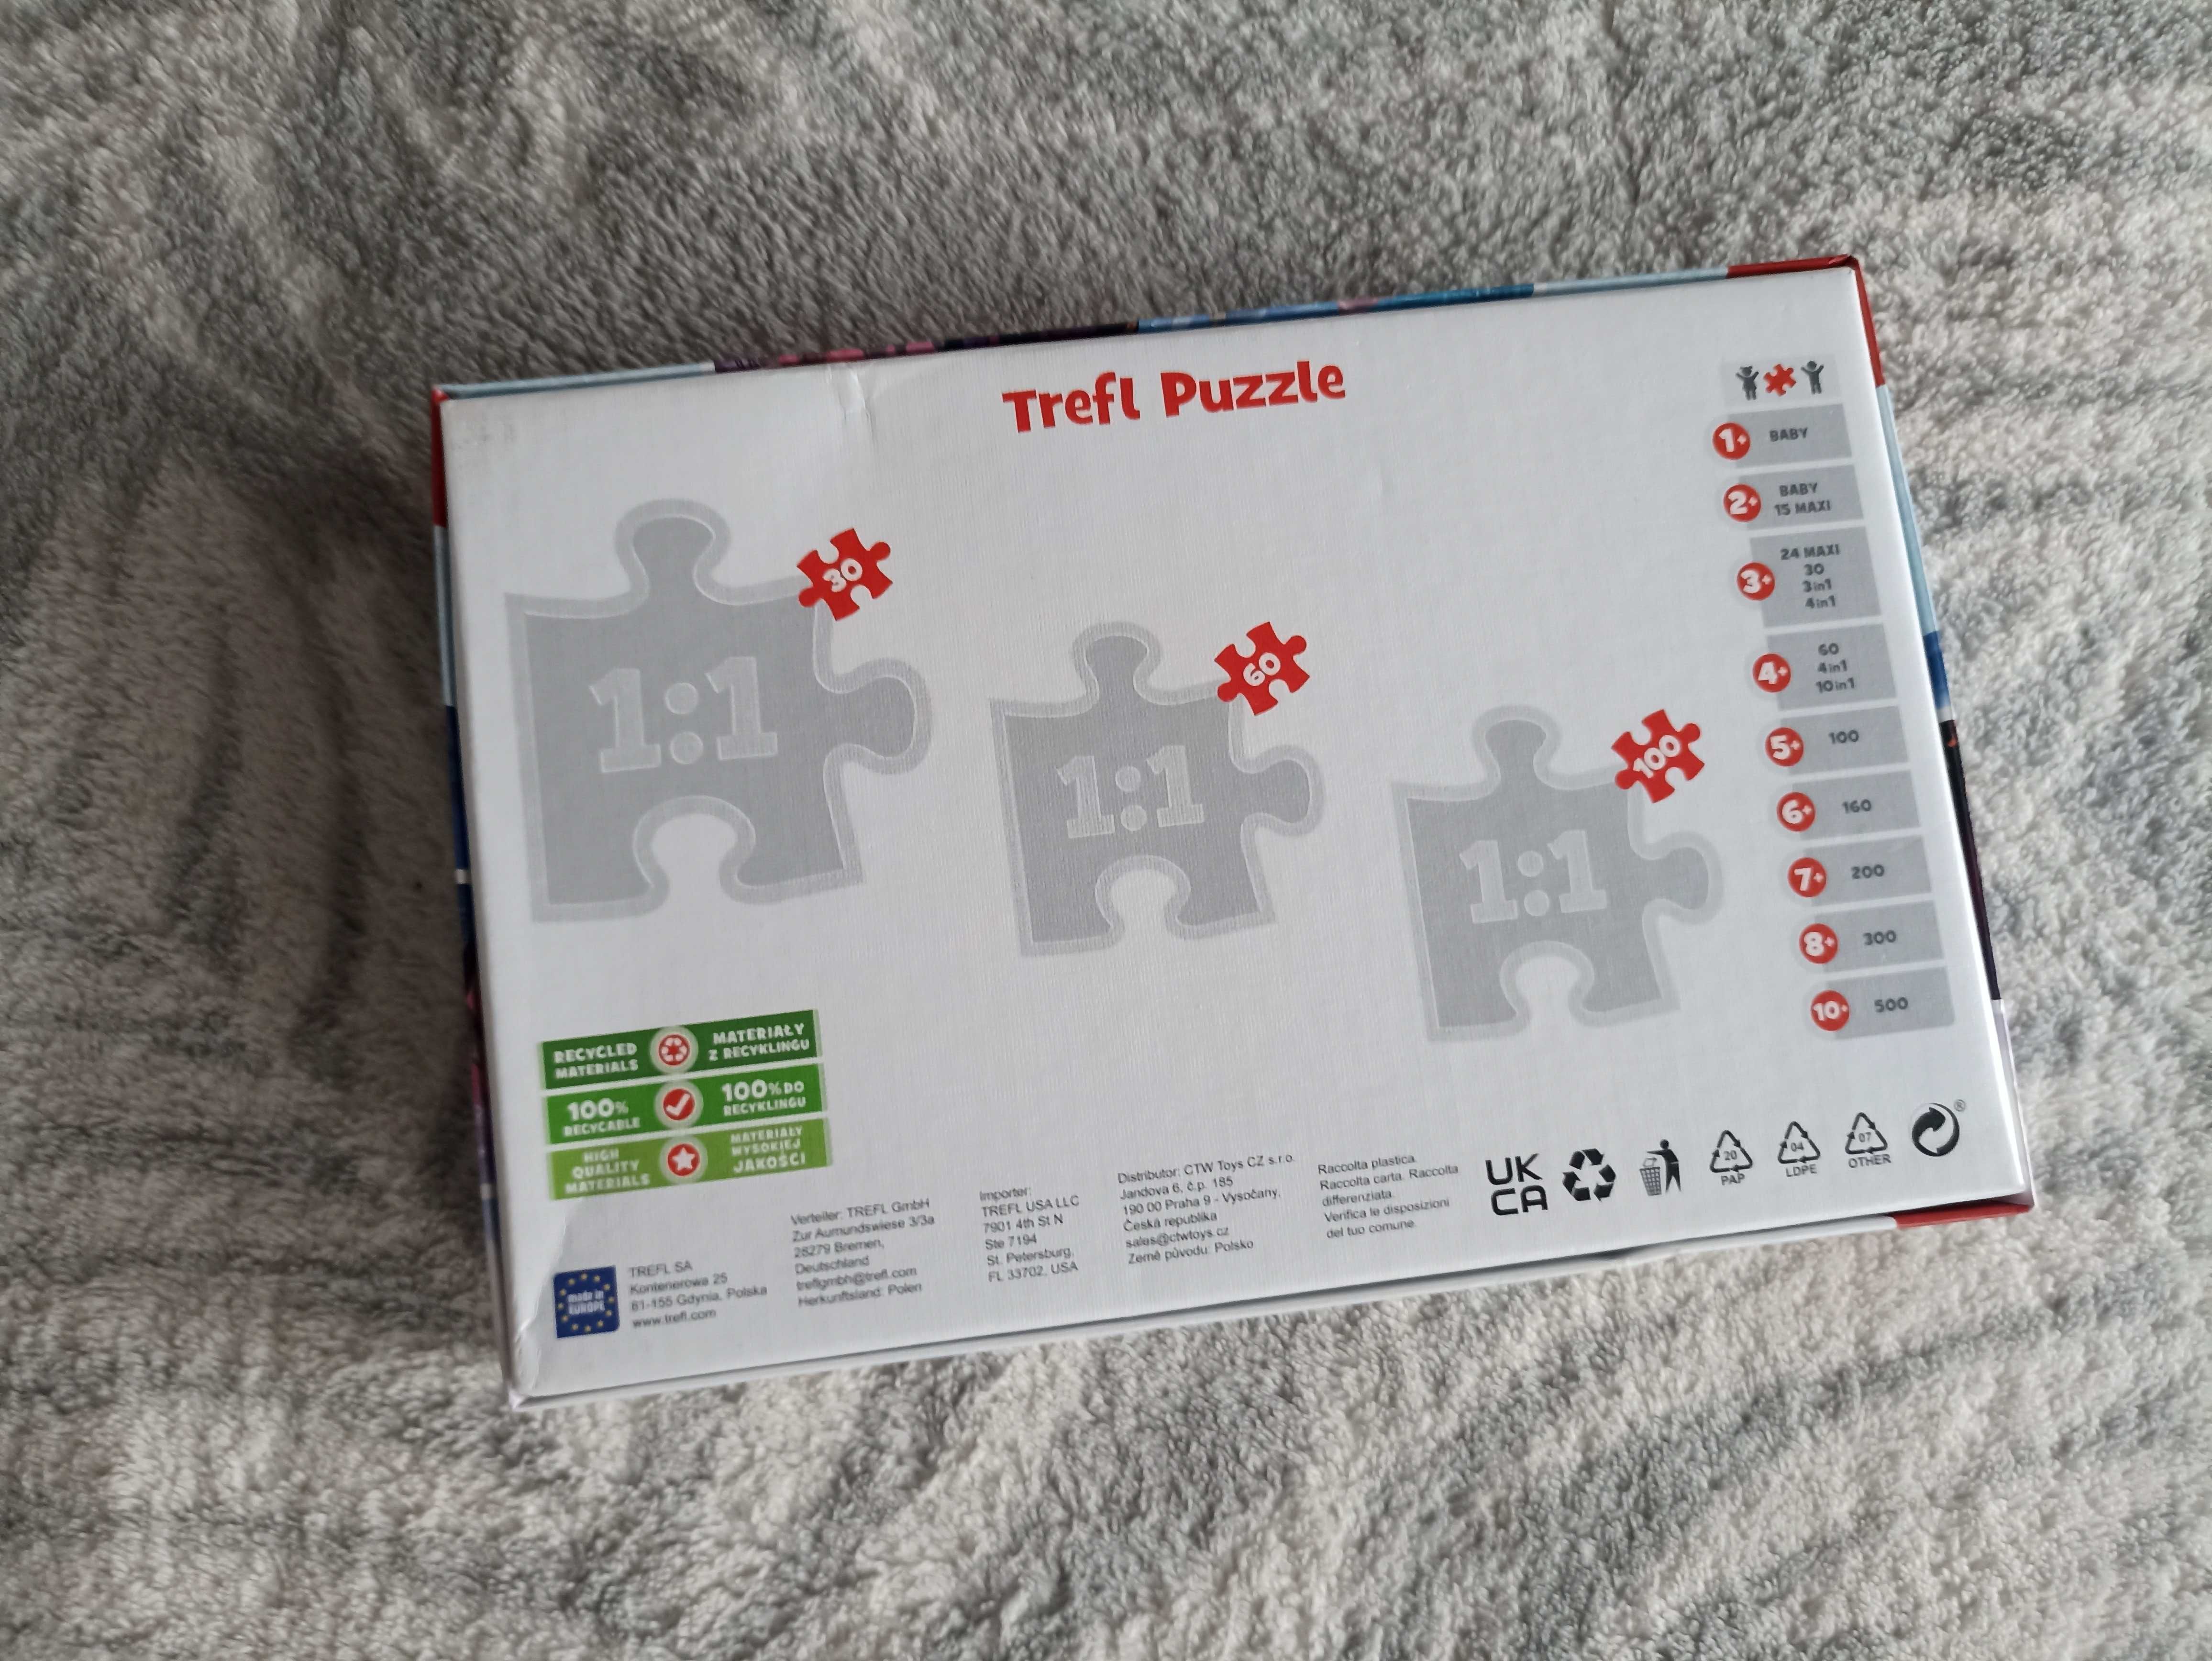 Trefl Puzzle
1+ BABY
2+ BABY
15 MAXI
3+ 24 MAXI
30
3in1
4in1
4+ 60
4in1
10in1
5+ 100
6+ 160
7+ 200
8+ 300
10+ 500
30
1:1
60
1:1
100
1:1
RECYCLED
MATERIALS
MATERIAŁY
Z RECYKLINGU
100%
RECYCABLE
100% DO
RECYKLINGU
HIGH
QUALITY
MATERIALS
MATERIAŁY
WYSOKIEJ
JAKOŚCI
made in
EUROPE
TREFL SA
Kontenerowa 25
81-155 Gdynia, Polska
www.trefl.com
Verteiler: TREFL GmbH
Zur Aumundswiese 3/3a
28279 Bremen,
Deutschland
treflgmbh@trefl.com
Herkunftsland: Polen
Importer:
TREFL USA LLC
7901 4th St N
Ste 7194
St. Petersburg,
FL 33702, USA
Distributor: CTW Toys CZ s.r.o.
Jandova 6, č.p. 185
190 00 Praha 9 - Vysočany,
Česká republika
sales@ctwtoys.cz
Země původu: Polsko
Raccolta plastica.
Raccolta carta. Raccolta
differenziata.
Verifica le disposizioni
del tuo comune.
UK
CA
20
PAP
04
LDPE
07
OTHER
®